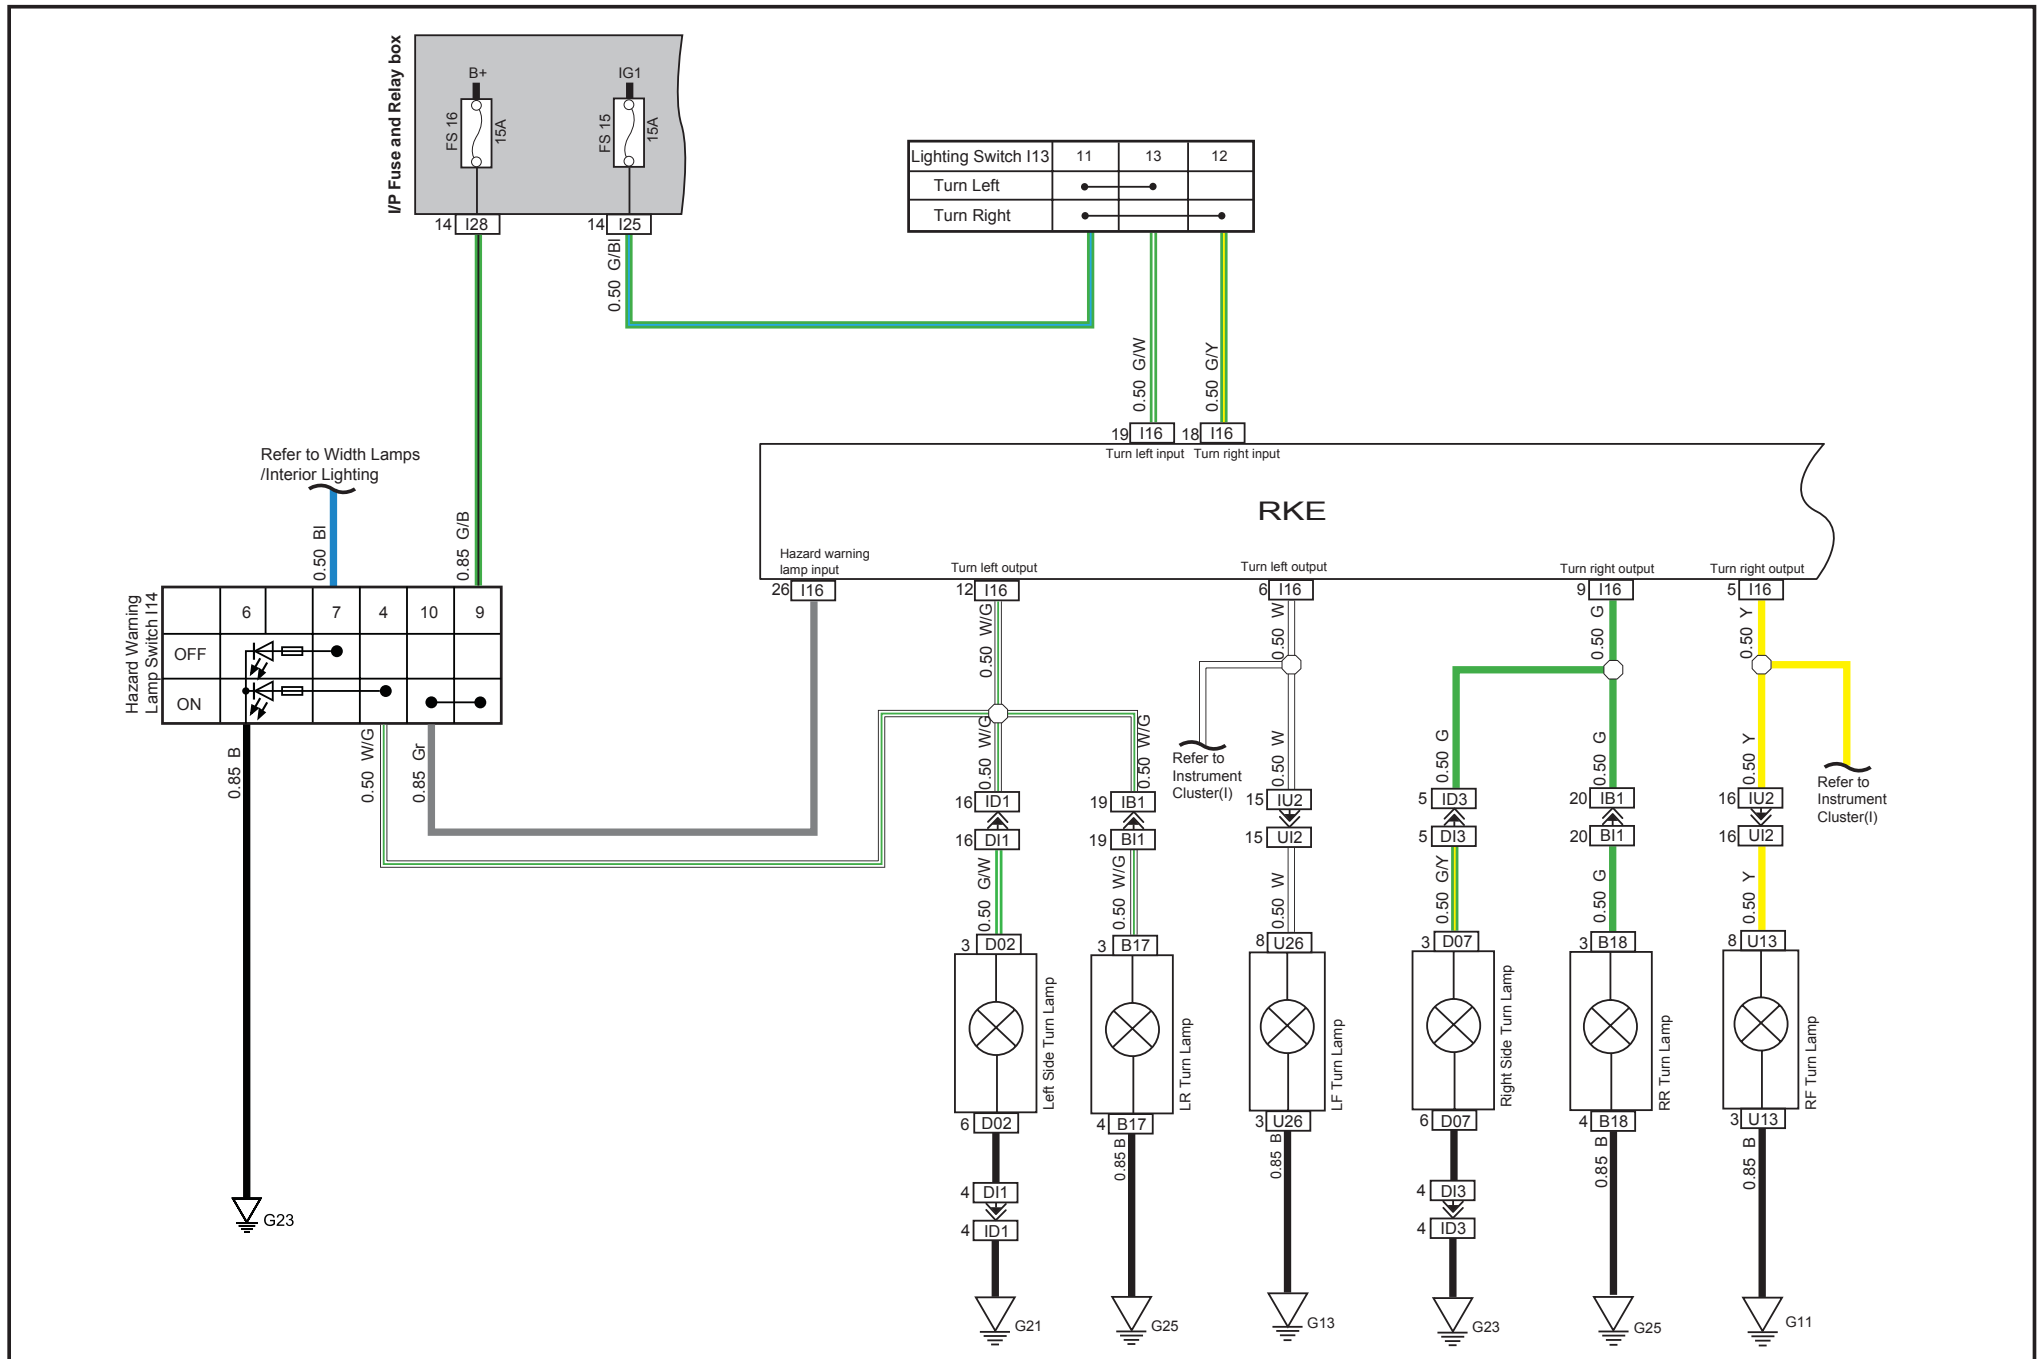 I/P Fuse and Relay box
B+
IG1
FS 16
15A
FS 15
15A
14 I28
14 I25
Lighting Switch I13 11 13 12
Turn Left
Turn Right
0.50 G/Bl
0.50 G/W
0.50 G/Y
19 I16
18 I16
Turn left input
Turn right input
RKE
Refer to Width Lamps
/Interior Lighting
0.50 Bl
0.85 G/B
Hazard warning
lamp input
Turn left output
Turn left output
Turn right output
Turn right output
26 I16
12 I16
6 I16
9 I16
5 I16
Hazard Warning
Lamp Switch I14
6 7 4 10 9
OFF
ON
0.85 B
0.50 W/G
0.85 Gr
0.50 W/G
0.50 W
0.50 G
0.50 Y
0.50 W/G
0.50 W/G
0.50 W
0.50 G
0.50 G
0.50 Y
Refer to
Instrument
Cluster(I)
Refer to
Instrument
Cluster(I)
16 ID1
19 IB1
15 IU2
5 ID3
20 IB1
16 IU2
16 DI1
19 BI1
15 UI2
5 DI3
20 BI1
16 UI2
0.50 G/W
0.50 W/G
0.50 W
0.50 G/Y
0.50 G
0.50 Y
3 D02
3 B17
8 U26
3 D07
3 B18
8 U13
Left Side Turn Lamp
LR Turn Lamp
LF Turn Lamp
Right Side Turn Lamp
RR Turn Lamp
RF Turn Lamp
6 D02
4 B17
3 U26
6 D07
4 B18
3 U13
0.85 B
0.85 B
0.85 B
0.85 B
4 DI1
4 DI3
4 ID1
4 ID3
G23
G21
G25
G13
G23
G25
G11